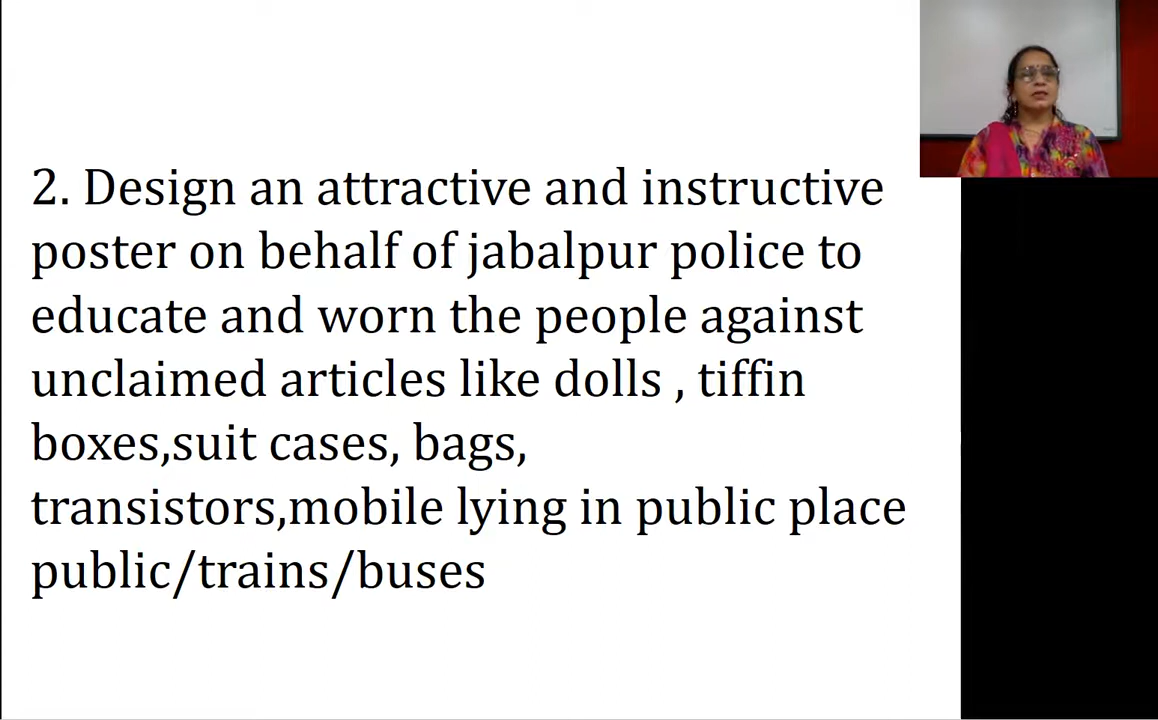 2. Design an attractive and instructive
poster on behalf of jabalpur police to
educate and worn the people against
unclaimed articles like dolls , tiffin
boxes,suit cases, bags,
transistors,mobile lying in public place
public/trains/buses